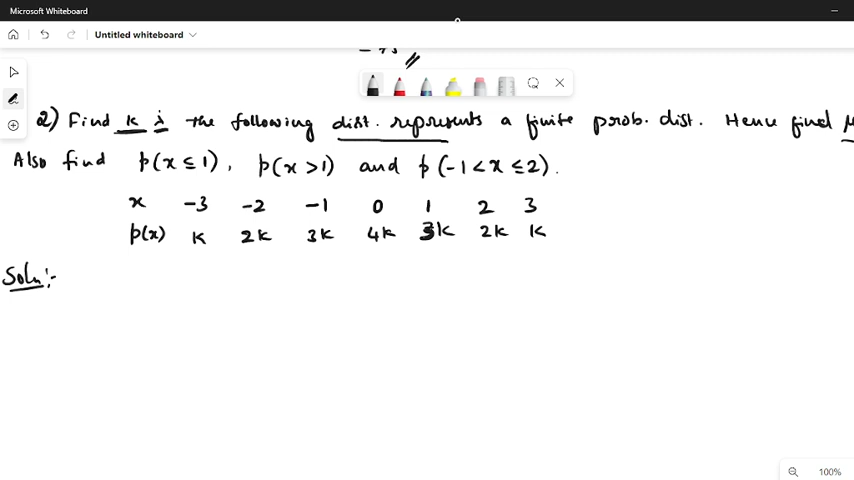 Microsoft Whiteboard
Untitled whiteboard
2) Find k ż the following dist. represents a finite prob. dist. Hence find μ
Also find p(x ≤ 1), p(x > 1) and p(-1 < x ≤ 2).
x -3 -2 -1 0 1 2 3
p(x) k 2k 3k 4k 3k 2k k
Soln:-
100%